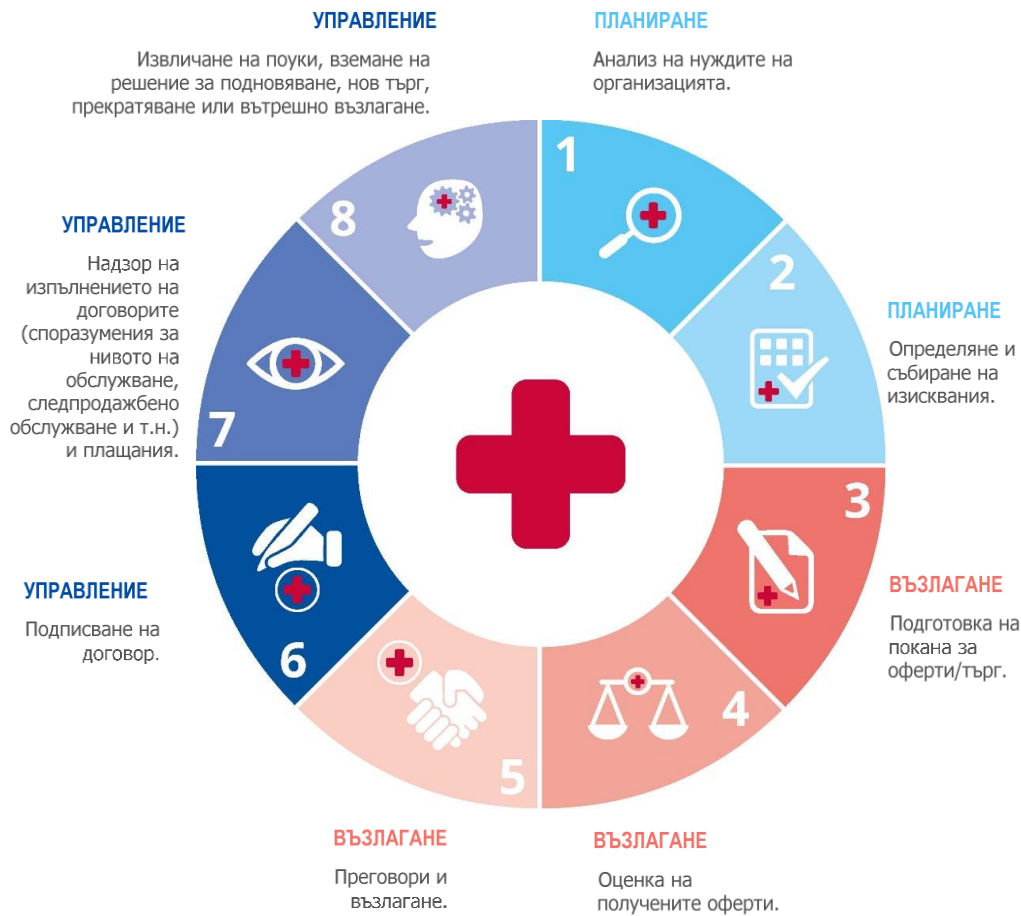 ПЛАНИРАНЕ
Анализ на нуждите на
организацията.
1
ПЛАНИРАНЕ
Определяне и
събиране на
изисквания.
2
ВЪЗЛАГАНЕ
Подготовка на
покана за
оферти/търг.
3
ВЪЗЛАГАНЕ
Оценка на
получените оферти.
4
ВЪЗЛАГАНЕ
Преговори и
възлагане.
5
УПРАВЛЕНИЕ
Подписване на
договор.
6
УПРАВЛЕНИЕ
Надзор на
изпълнението на
договорите
(споразумения за
нивото на
обслужване,
следпродажбено
обслужване и т.н.)
и плащания.
7
УПРАВЛЕНИЕ
Извличане на поуки, вземане на
решение за подновяване, нов търг,
прекратяване или вътрешно възлагане.
8